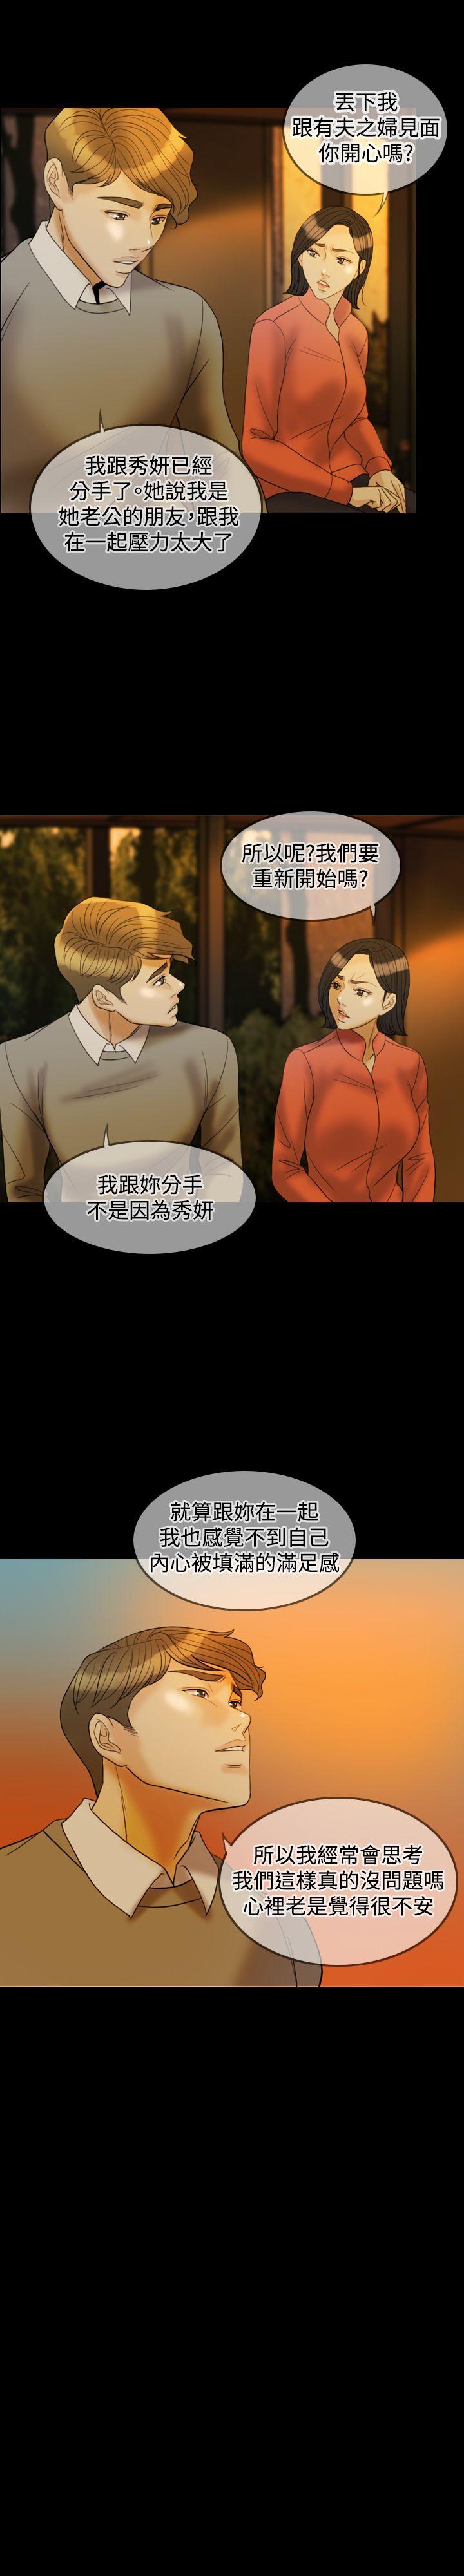 丟下我
跟有夫之婦見面
你開心嗎?
我跟秀妍已經
分手了。她說我是
她老公的朋友,跟我
在一起壓力太大了
所以呢?我們要
重新開始嗎?
我跟妳分手
不是因為秀妍
就算跟妳在一起
我也感覺不到自己
內心被填滿的滿足感
所以我經常會思考
我們這樣真的沒問題嗎
心裡老是覺得很不安